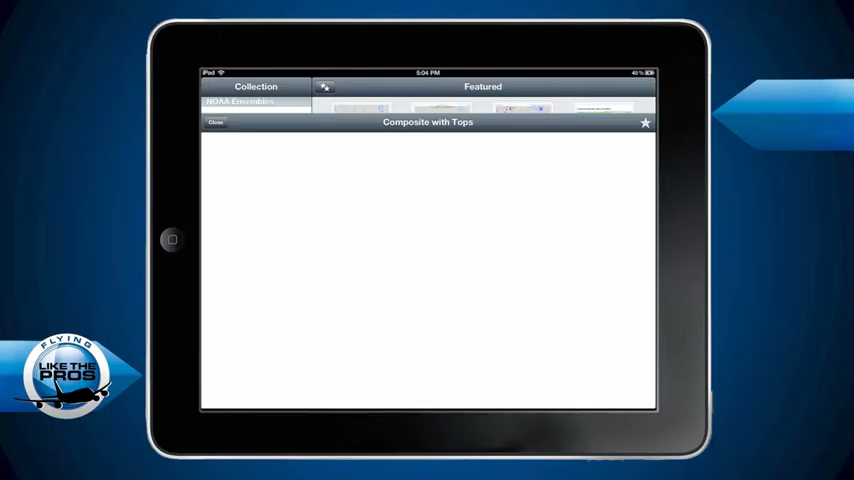 iPad
5:04 PM
45%
Collection
Featured
NOAA Ensembles
Close
Composite with Tops
FLYING
LIKE THE
PROS